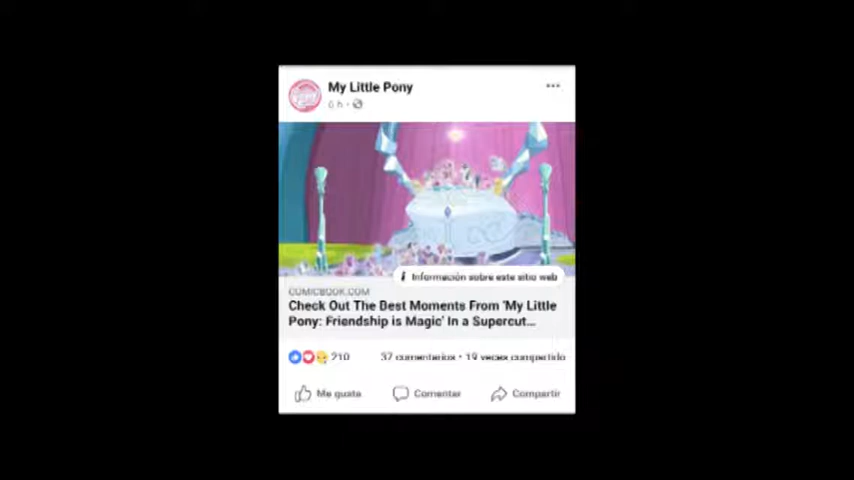 My Little Pony
6 h ·
Información sobre este sitio web
COMICBOOK.COM
Check Out The Best Moments From 'My Little
Pony: Friendship is Magic' In a Supercut...
210
37 comentarios · 19 veces compartido
Me gusta
Comentar
Compartir